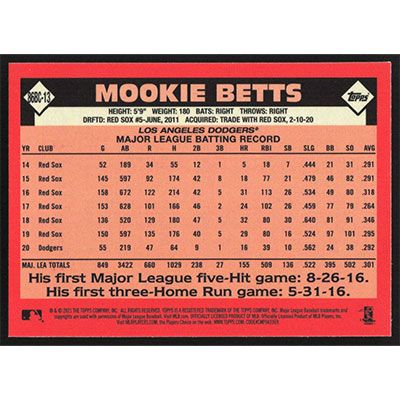 86BC-13
MOOKIE BETTS
Topps
HEIGHT: 5'9" WEIGHT: 180 BATS: RIGHT THROWS: RIGHT
DRFTD: RED SOX #5-JUNE, 2011 ACQUIRED: TRADE WITH RED SOX, 2-10-20
LOS ANGELES DODGERS®
MAJOR LEAGUE BATTING RECORD
YR CLUB G AB R H 2B 3B HR RBI SB SLG BB SO AVG
14 Red Sox 52 189 34 55 12 1 5 18 7 .444 21 31 .291
15 Red Sox 145 597 92 174 42 8 18 77 21 .479 46 82 .291
16 Red Sox 158 672 122 214 42 5 31 113 26 .534 49 80 .318
17 Red Sox 153 628 101 166 46 2 24 102 26 .459 77 79 .264
18 Red Sox 136 520 129 180 47 5 32 80 30 .640 81 91 .346
19 Red Sox 150 597 135 176 40 5 29 80 16 .524 97 101 .295
20 Dodgers 55 219 47 64 9 1 16 39 10 .562 24 38 .292
MAJ. LEA TOTALS 849 3422 660 1029 238 27 155 509 136 .522 395 502 .301
His first Major League five-Hit game: 8-26-16.
His first three-Home Run game: 5-31-16.